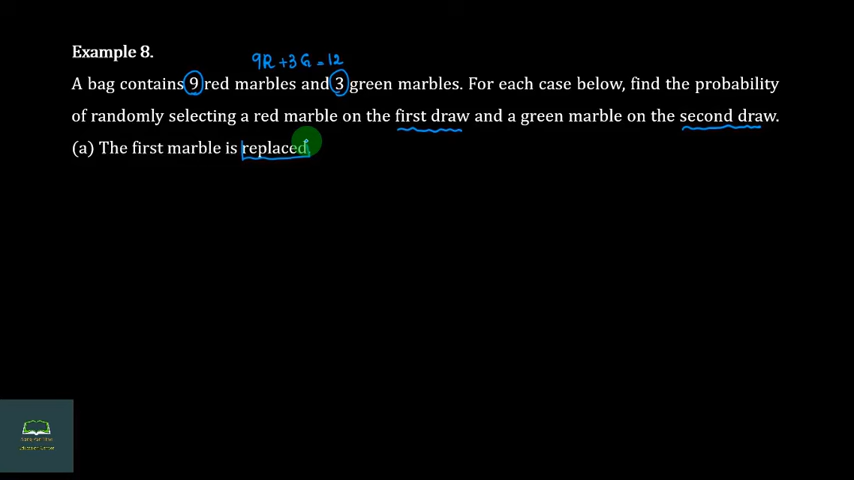 Example 8.
9R + 3G = 12
A bag contains 9 red marbles and 3 green marbles. For each case below, find the probability
of randomly selecting a red marble on the first draw and a green marble on the second draw.
(a) The first marble is replaced